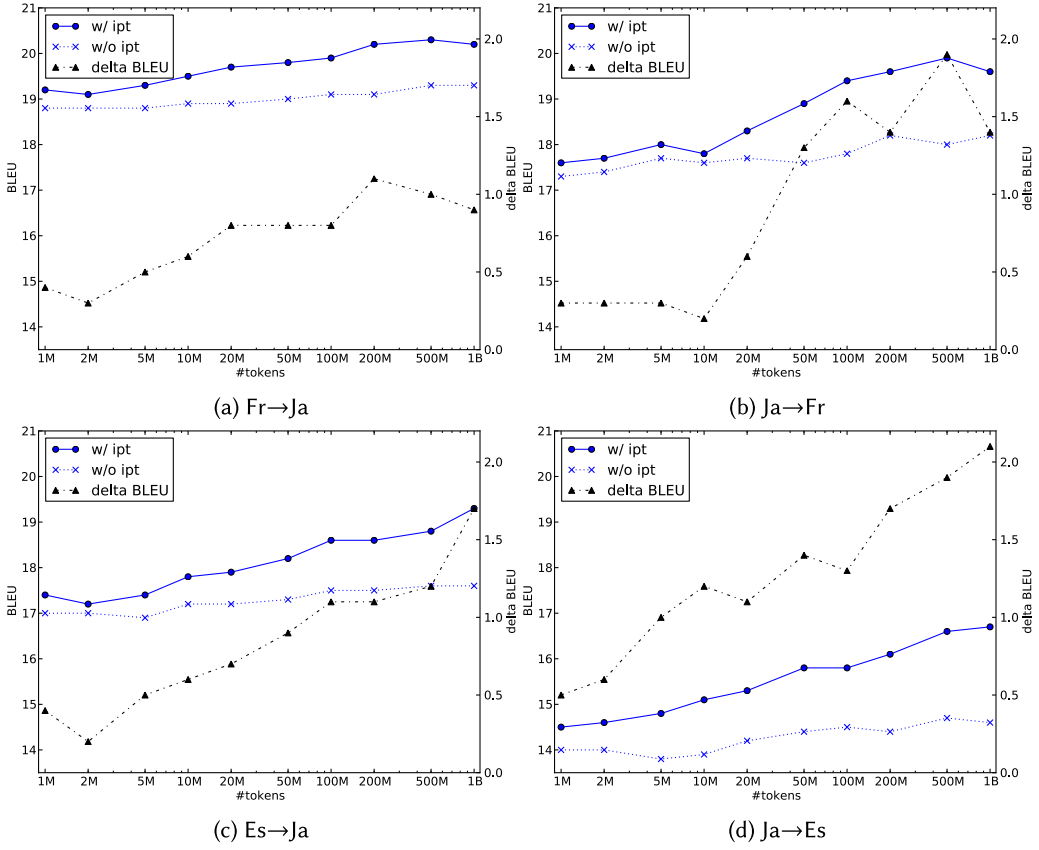 21
20
19
18
17
16
15
14
BLEU
w/ ipt
w/o ipt
delta BLEU
2.0
1.5
1.0
0.5
0.0
delta BLEU
1M 2M 5M 10M 20M 50M 100M 200M 500M 1B
#tokens
(a) Fr→Ja
21
20
19
18
17
16
15
14
BLEU
w/ ipt
w/o ipt
delta BLEU
2.0
1.5
1.0
0.5
0.0
delta BLEU
1M 2M 5M 10M 20M 50M 100M 200M 500M 1B
#tokens
(b) Ja→Fr
21
20
19
18
17
16
15
14
BLEU
w/ ipt
w/o ipt
delta BLEU
2.0
1.5
1.0
0.5
0.0
delta BLEU
1M 2M 5M 10M 20M 50M 100M 200M 500M 1B
#tokens
(c) Es→Ja
21
20
19
18
17
16
15
14
BLEU
w/ ipt
w/o ipt
delta BLEU
2.0
1.5
1.0
0.5
0.0
delta BLEU
1M 2M 5M 10M 20M 50M 100M 200M 500M 1B
#tokens
(d) Ja→Es